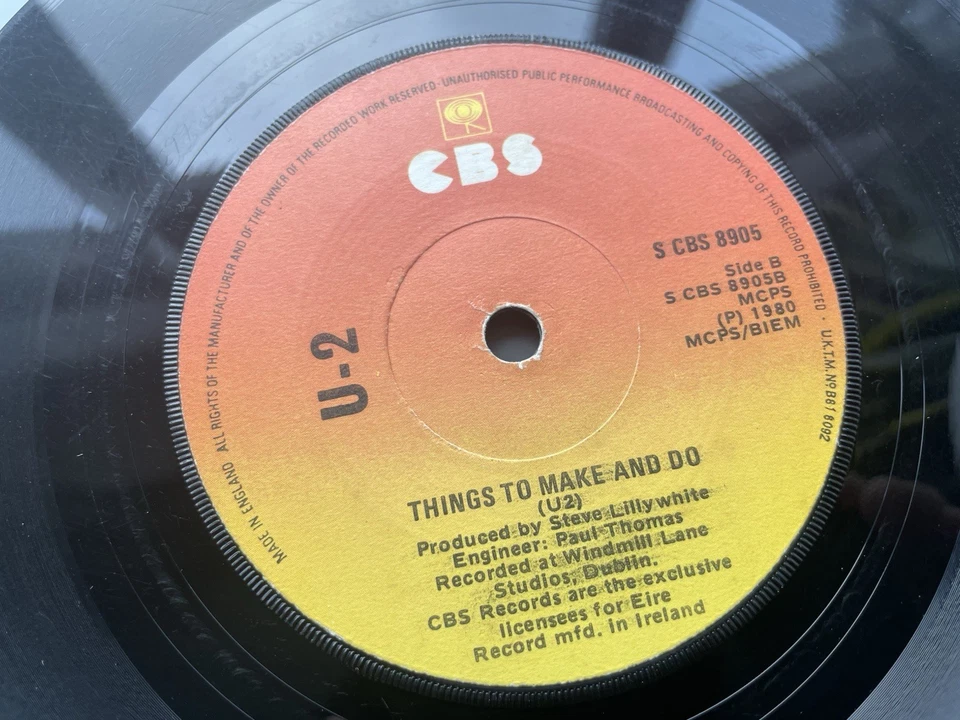 MADE IN ENGLAND ALL RIGHTS OF THE MANUFACTURER AND OF THE OWNER OF THE RECORDED WORK RESERVED · UNAUTHORISED PUBLIC PERFORMANCE BROADCASTING AND COPYING OF THIS RECORD PROHIBITED · U.K.T.M. Nº B618092
CBS
S CBS 8905
Side B
S CBS 8905B
MCPS
(P) 1980
MCPS/BIEM
U-2
THINGS TO MAKE AND DO
(U2)
Produced by Steve Lillywhite
Engineer: Paul Thomas
Recorded at Windmill Lane
Studios, Dublin.
CBS Records are the exclusive
licensees for Eire
Record mfd. in Ireland